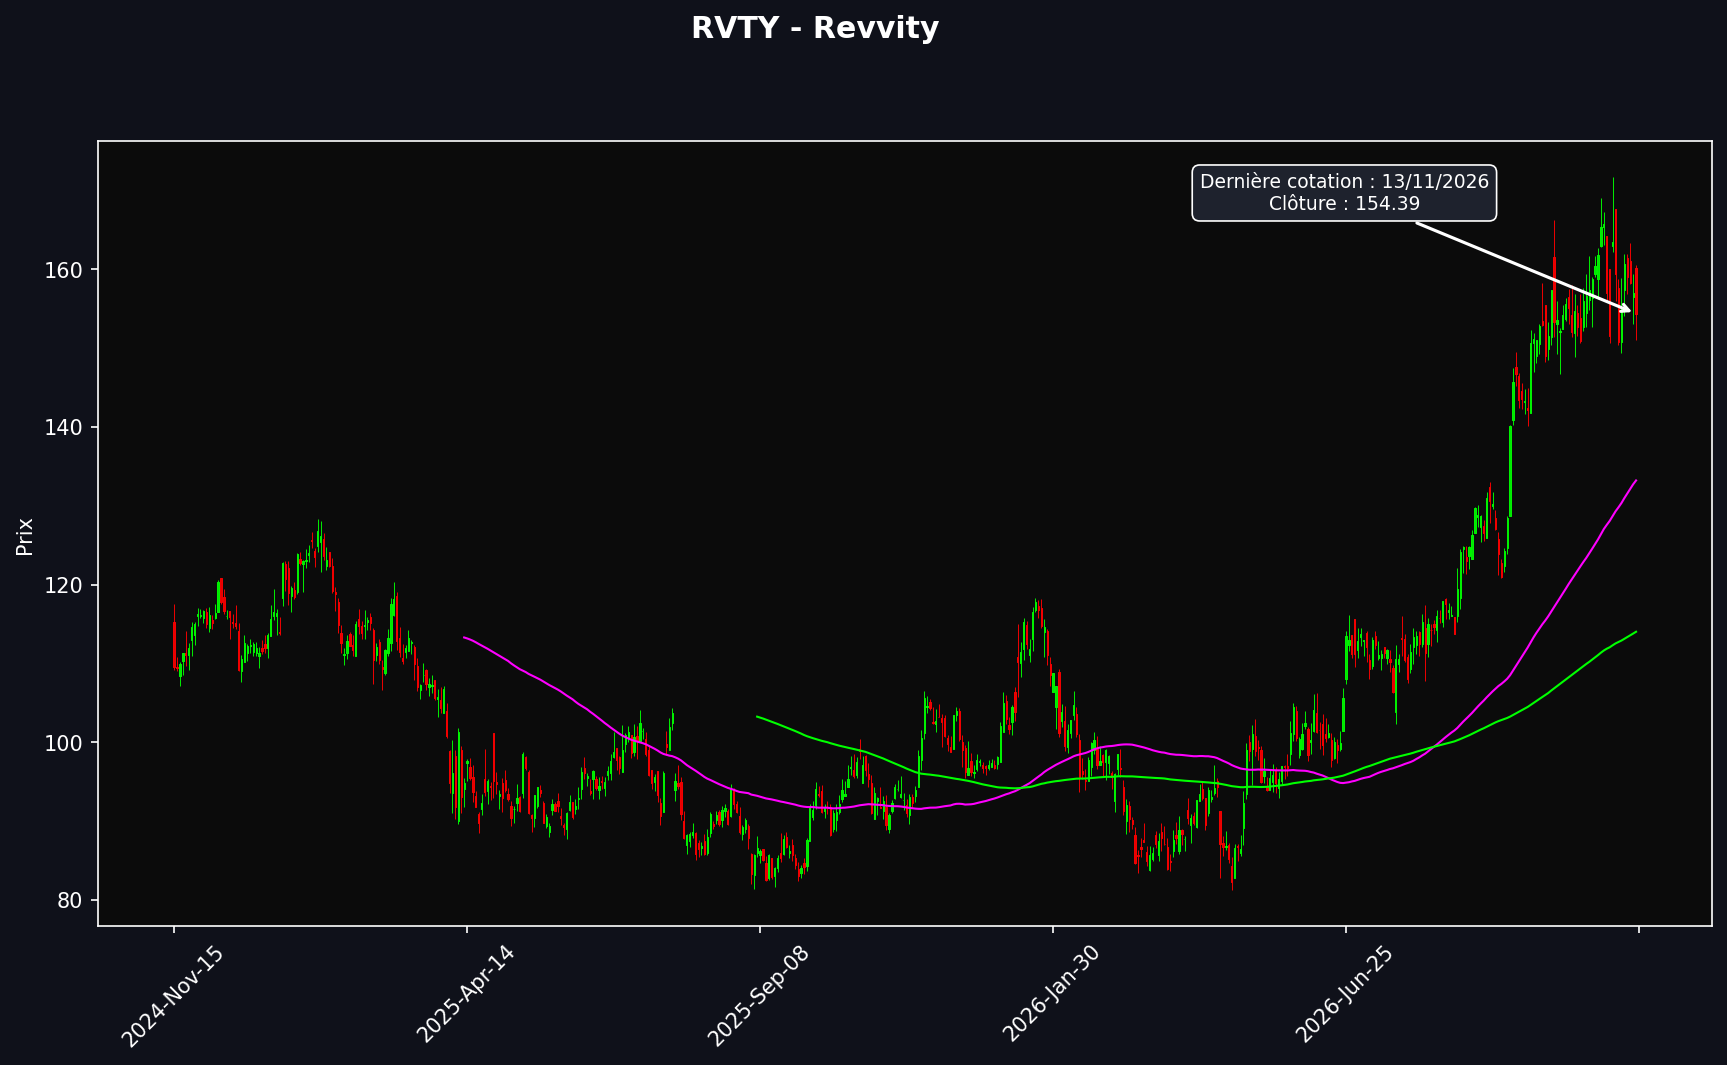 RVTY - Revvity
Dernière cotation : 13/11/2026
Clôture : 154.39
Prix
160
140
120
100
80
2024-Nov-15
2025-Apr-14
2025-Sep-08
2026-Jan-30
2026-Jun-25